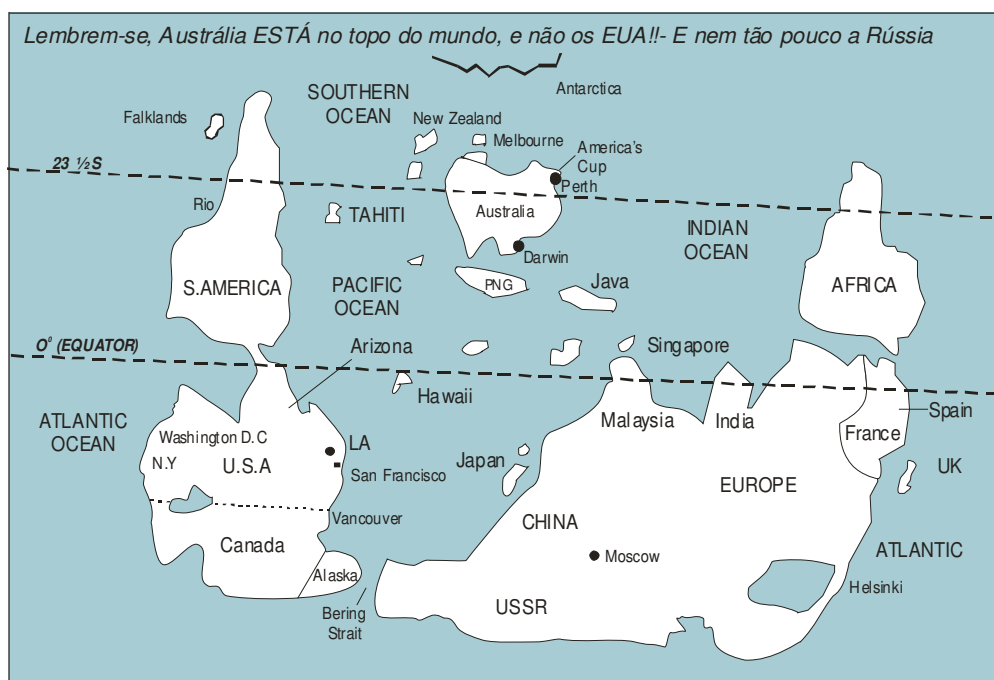 Lembrem-se, Austrália ESTÁ no topo do mundo, e não os EUA!!- E nem tão pouco a Rússia
Antarctica
SOUTHERN
OCEAN
Falklands
New Zealand
Melbourne
America's
Cup
23 ½ S
Perth
Rio
TAHITI
Australia
INDIAN
OCEAN
Darwin
S.AMERICA
PACIFIC
OCEAN
PNG
Java
AFRICA
O° (EQUATOR)
Arizona
Singapore
Hawaii
ATLANTIC
OCEAN
Malaysia
India
Spain
France
Washington D.C
LA
N.Y
U.S.A
San Francisco
Japan
UK
EUROPE
Vancouver
CHINA
Canada
Moscow
ATLANTIC
Alaska
Helsinki
Bering
Strait
USSR